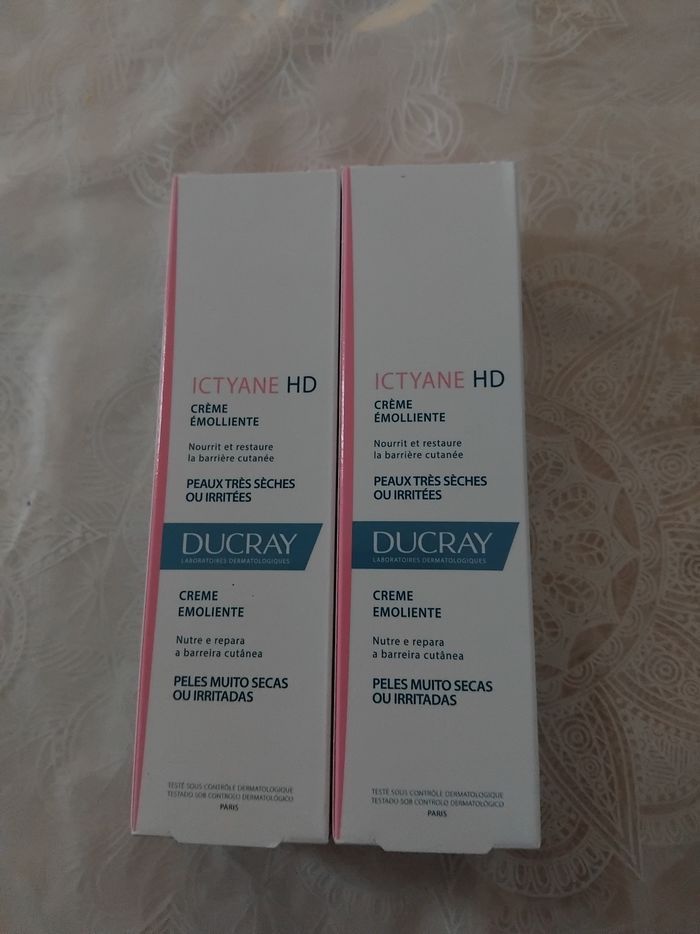 ICTYANE HD
CRÈME
ÉMOLLIENTE
Nourrit et restaure
la barrière cutanée
PEAUX TRÈS SÈCHES
OU IRRITÉES
DUCRAY
LABORATOIRES DERMATOLOGIQUES
CREME
EMOLIENTE
Nutre e repara
a barreira cutânea
PELES MUITO SECAS
OU IRRITADAS
TESTÉ SOUS CONTRÔLE DERMATOLOGIQUE
TESTADO SOB CONTROLO DERMATOLÓGICO
PARIS
ICTYANE HD
CRÈME
ÉMOLLIENTE
Nourrit et restaure
la barrière cutanée
PEAUX TRÈS SÈCHES
OU IRRITÉES
DUCRAY
LABORATOIRES DERMATOLOGIQUES
CREME
EMOLIENTE
Nutre e repara
a barreira cutânea
PELES MUITO SECAS
OU IRRITADAS
TESTÉ SOUS CONTRÔLE DERMATOLOGIQUE
TESTADO SOB CONTROLO DERMATOLÓGICO
PARIS